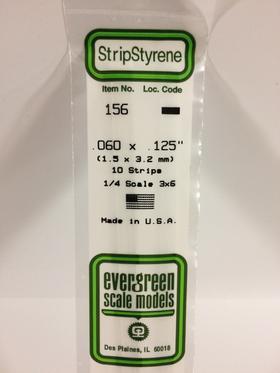 StripStyrene
Item No. Loc. Code
156
.060 x .125"
(1.5 x 3.2 mm)
10 Strips
1/4 Scale 3x6
Made in U.S.A.
evergreen
scale models
Des Plaines, IL 60018